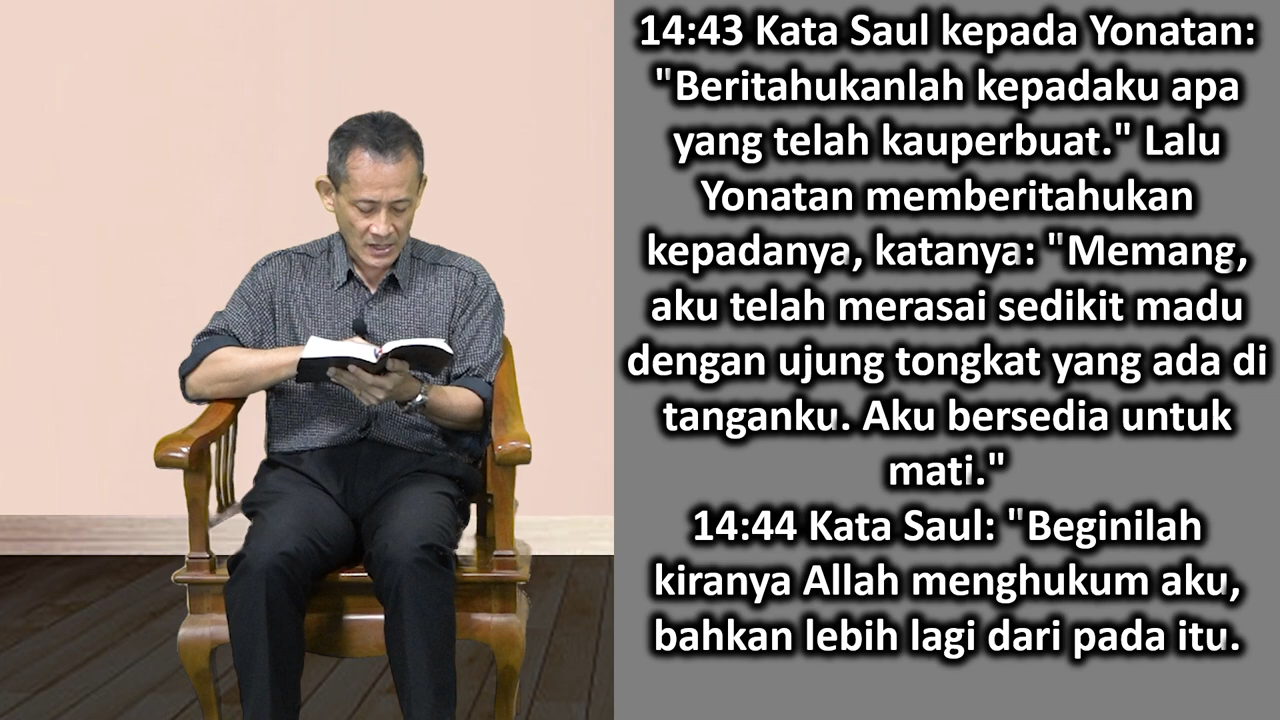 14:43 Kata Saul kepada Yonatan:
"Beritahukanlah kepadaku apa
yang telah kauperbuat." Lalu
Yonatan memberitahukan
kepadanya, katanya: "Memang,
aku telah merasai sedikit madu
dengan ujung tongkat yang ada di
tanganku. Aku bersedia untuk
mati."
14:44 Kata Saul: "Beginilah
kiranya Allah menghukum aku,
bahkan lebih lagi dari pada itu.